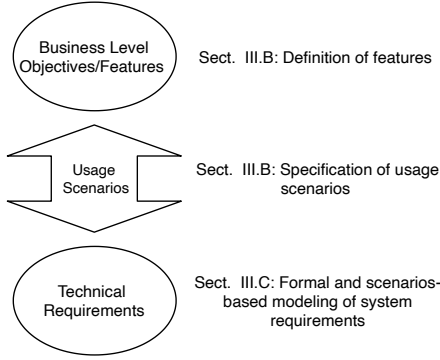 Business Level
Objectives/Features
Sect. III.B: Definition of features
Usage
Scenarios
Sect. III.B: Specification of usage
scenarios
Technical
Requirements
Sect. III.C: Formal and scenarios-
based modeling of system
requirements